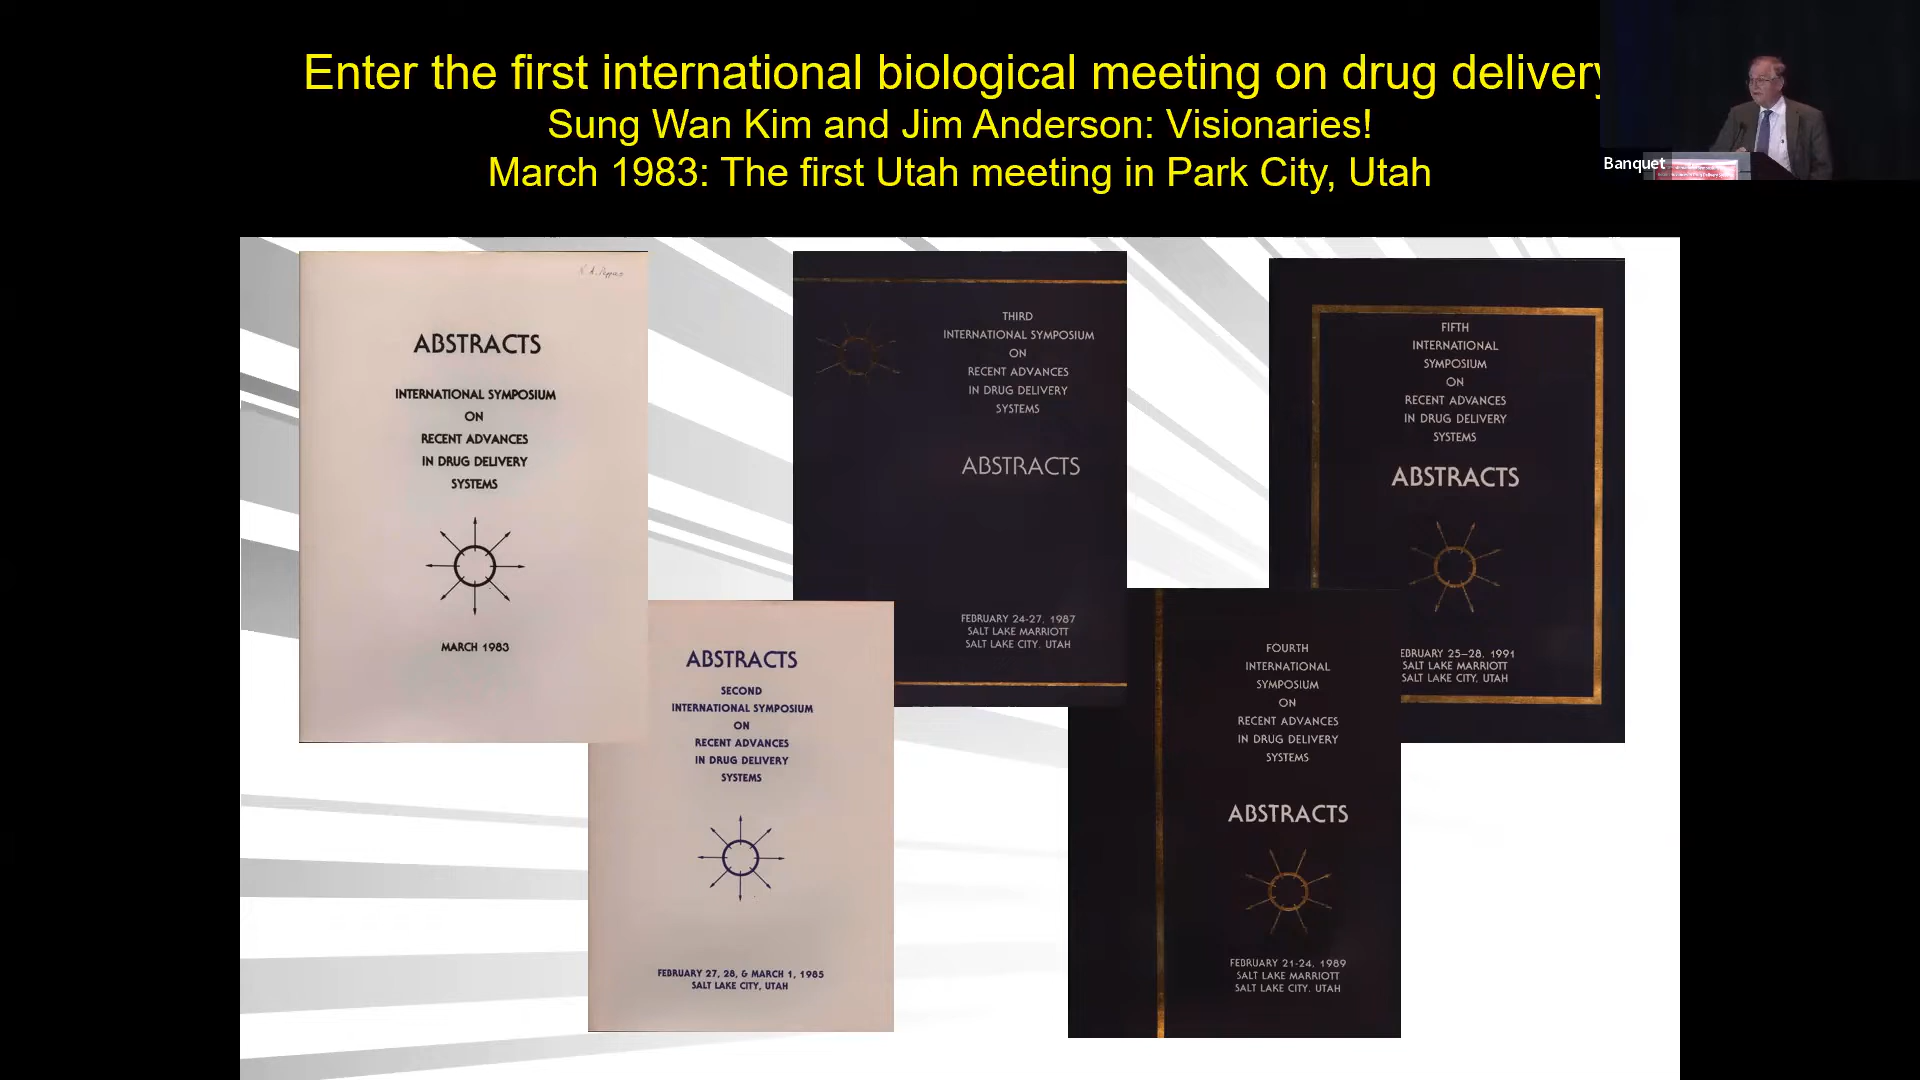 Enter the first international biological meeting on drug delivery
Sung Wan Kim and Jim Anderson: Visionaries!
March 1983: The first Utah meeting in Park City, Utah
Banquet
N. A. Peppas
ABSTRACTS
INTERNATIONAL SYMPOSIUM
ON
RECENT ADVANCES
IN DRUG DELIVERY
SYSTEMS
MARCH 1983
ABSTRACTS
SECOND
INTERNATIONAL SYMPOSIUM
ON
RECENT ADVANCES
IN DRUG DELIVERY
SYSTEMS
FEBRUARY 27, 28, & MARCH 1, 1985
SALT LAKE CITY, UTAH
THIRD
INTERNATIONAL SYMPOSIUM
ON
RECENT ADVANCES
IN DRUG DELIVERY
SYSTEMS
ABSTRACTS
FEBRUARY 24-27, 1987
SALT LAKE MARRIOTT
SALT LAKE CITY, UTAH
FOURTH
INTERNATIONAL
SYMPOSIUM
ON
RECENT ADVANCES
IN DRUG DELIVERY
SYSTEMS
ABSTRACTS
FEBRUARY 21-24, 1989
SALT LAKE MARRIOTT
SALT LAKE CITY, UTAH
FIFTH
INTERNATIONAL
SYMPOSIUM
ON
RECENT ADVANCES
IN DRUG DELIVERY
SYSTEMS
ABSTRACTS
EBRUARY 25-28, 1991
SALT LAKE MARRIOTT
SALT LAKE CITY, UTAH